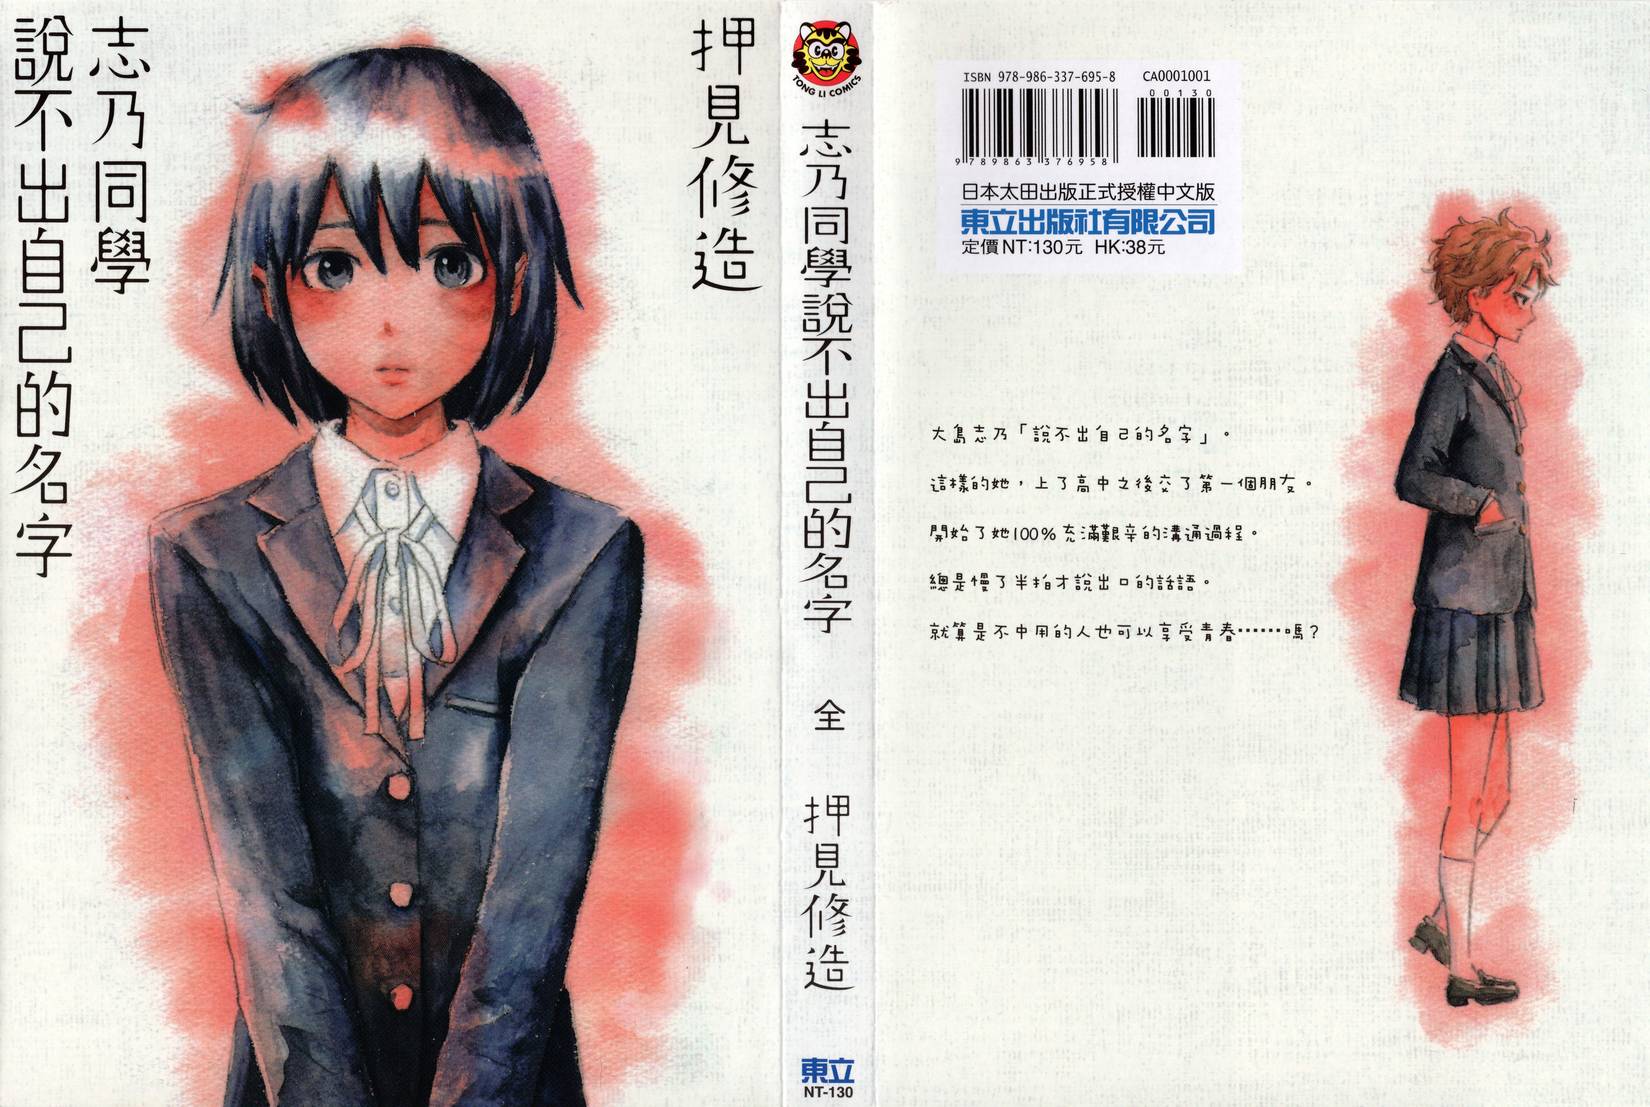 志乃同學
說不出自己的名字
押見修造
TONG LI COMICS
志乃同學說不出自己的名字
全
押見修造
東立
NT-130
ISBN 978-986-337-695-8 CA0001001
00130
9 789863 376958
日本太田出版正式授權中文版
東立出版社有限公司
定價NT:130元 HK:38元
大島志乃「說不出自己的名字」。
這樣的她，上了高中之後交了第一個朋友。
開始了她100%充滿艱辛的溝通過程。
總是慢了半拍才說出口的話語。
就算是不中用的人也可以享受青春⋯⋯嗎？